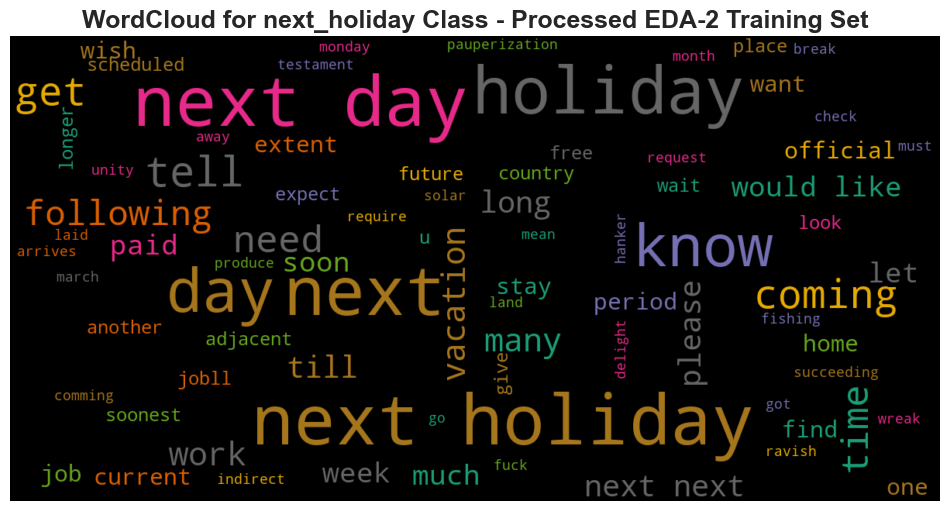 WordCloud for next_holiday Class - Processed EDA-2 Training Set
wish
monday
pauperization
place
break
scheduled
testament
month
get
next day
holiday
want
longer
away
extent
check
unity
tell
free
request
official
must
future
country
expect
solar
long
wait
would like
following
require
laid
paid
need
u
mean
hanker
know
look
arrives
produce
soon
march
day
next
vacation
stay
land
period
please
let
coming
another
adjacent
many
delight
fishing
home
till
jobll
give
succeeding
comming
soonest
next holiday
go
got
find
time
wreak
work
ravish
job
current
indirect
week
much
fuck
next next
one